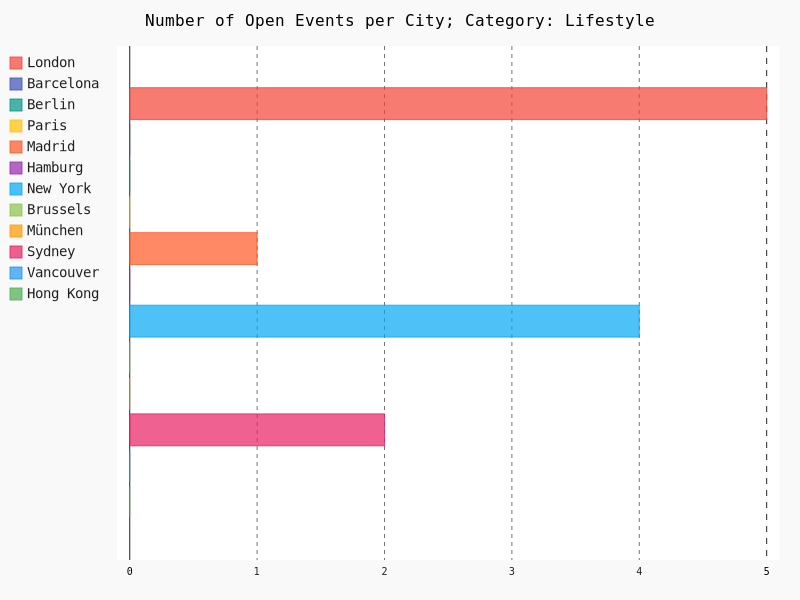 Number of Open Events per City; Category: Lifestyle
London
Barcelona
Berlin
Paris
Madrid
Hamburg
New York
Brussels
München
Sydney
Vancouver
Hong Kong
0 1 2 3 4 5